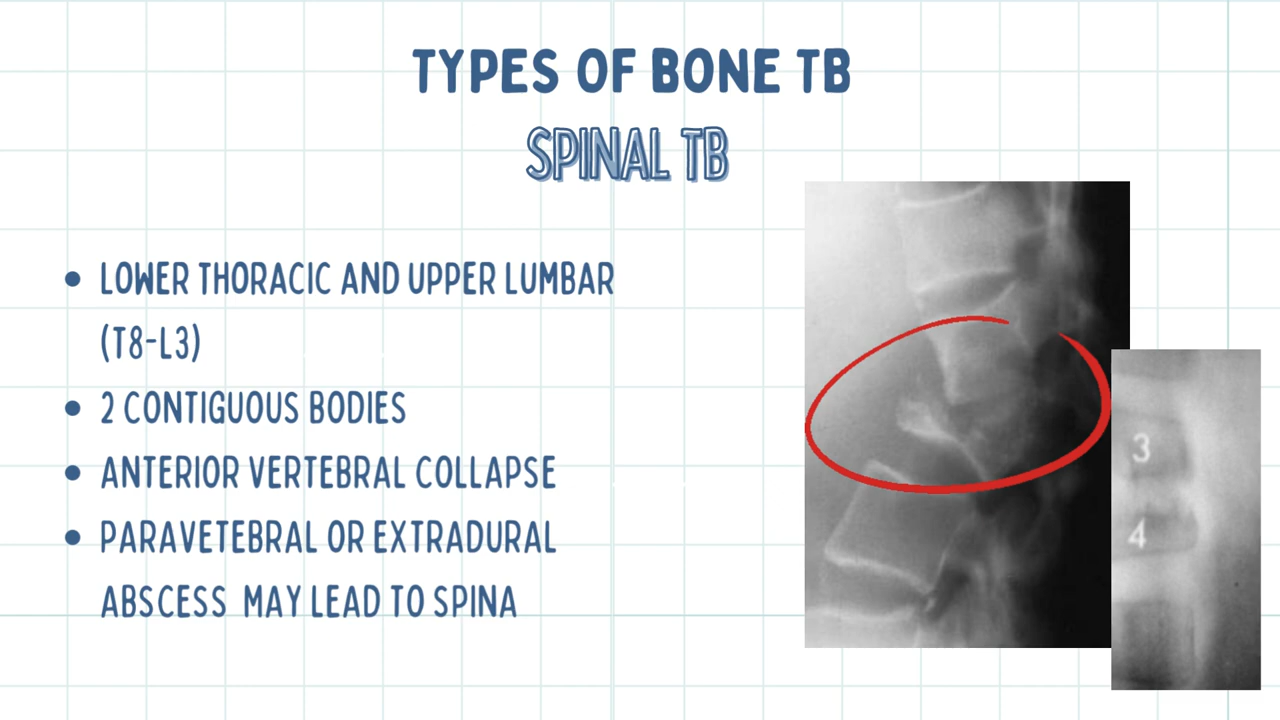 TYPES OF BONE TB
SPINAL TB
• LOWER THORACIC AND UPPER LUMBAR
(T8-L3)
• 2 CONTIGUOUS BODIES
• ANTERIOR VERTEBRAL COLLAPSE
• PARAVETEBRAL OR EXTRADURAL
ABSCESS MAY LEAD TO SPINA
3
4